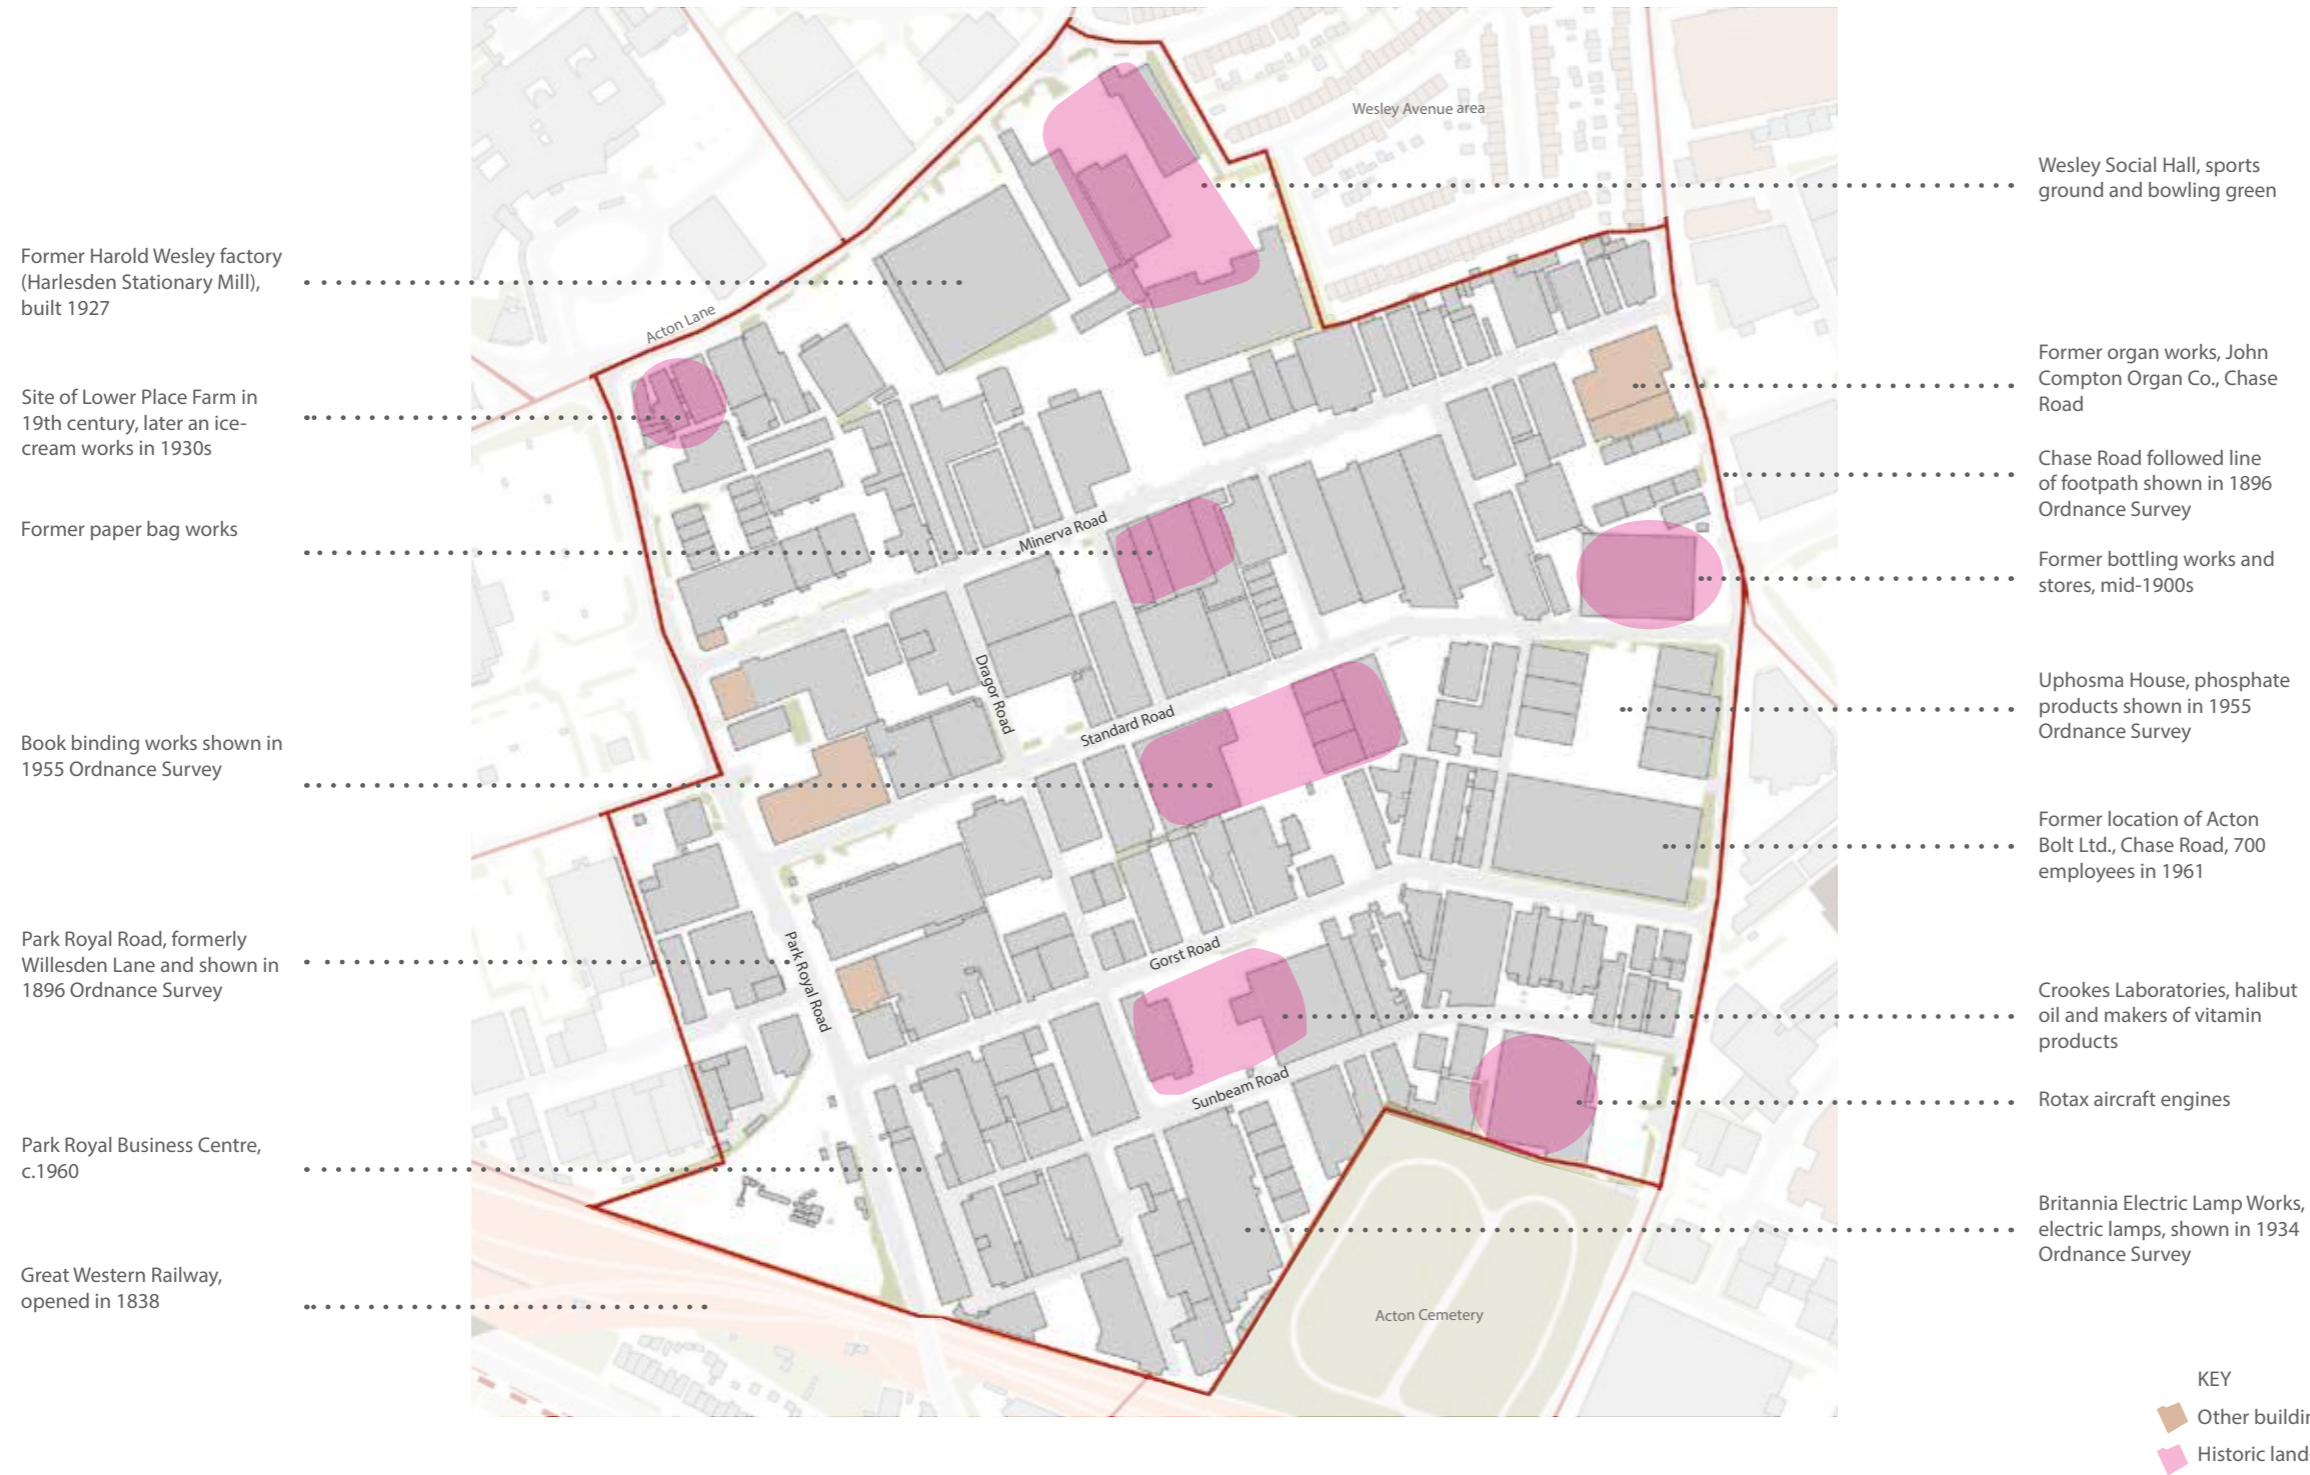 Former Harold Wesley factory
(Harlesden Stationary Mill),
built 1927
Site of Lower Place Farm in
19th century, later an ice-
cream works in 1930s
Former paper bag works
Book binding works shown in
1955 Ordnance Survey
Park Royal Road, formerly
Willesden Lane and shown in
1896 Ordnance Survey
Park Royal Business Centre,
c.1960
Great Western Railway,
opened in 1838
Wesley Avenue area
Acton Lane
Minerva Road
Dragor Road
Standard Road
Park Royal Road
Gorst Road
Sunbeam Road
Acton Cemetery
Wesley Social Hall, sports
ground and bowling green
Former organ works, John
Compton Organ Co., Chase
Road
Chase Road followed line
of footpath shown in 1896
Ordnance Survey
Former bottling works and
stores, mid-1900s
Uphosma House, phosphate
products shown in 1955
Ordnance Survey
Former location of Acton
Bolt Ltd., Chase Road, 700
employees in 1961
Crookes Laboratories, halibut
oil and makers of vitamin
products
Rotax aircraft engines
Britannia Electric Lamp Works,
electric lamps, shown in 1934
Ordnance Survey
KEY
Other
Historic